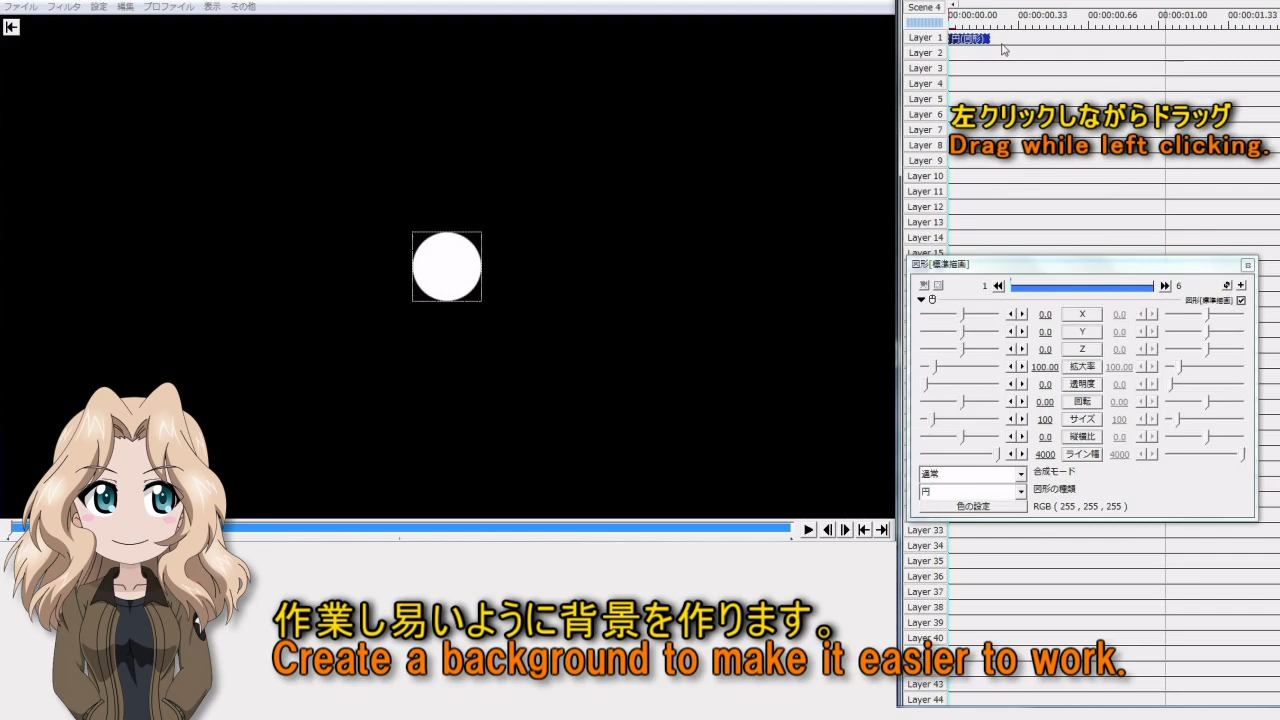 ファイル フィルタ 設定 編集 プロファイル 表示 その他
Scene 4
00:00:00.00 00:00:00.33 00:00:00.66 00:00:01.00 00:00:01.33
Layer 1
円(図形)
Layer 2
Layer 3
Layer 4
Layer 5
Layer 6
Layer 7
Layer 8
Layer 9
Layer 10
Layer 11
Layer 12
Layer 13
Layer 14
Layer 15
左クリックしながらドラッグ
Drag while left clicking.
図形[標準描画]
1 6
図形[標準描画]
0.0 X 0.0
0.0 Y 0.0
0.0 Z 0.0
100.00 拡大率 100.00
0.0 透明度 0.0
0.00 回転 0.00
100 サイズ 100
0.0 縦横比 0.0
4000 ライン幅 4000
通常 合成モード
円 図形の種類
色の設定 RGB ( 255 , 255 , 255 )
Layer 33
Layer 34
Layer 35
Layer 36
Layer 37
Layer 38
Layer 39
Layer 40
Layer 43
Layer 44
作業し易いように背景を作ります。
Create a background to make it easier to work.